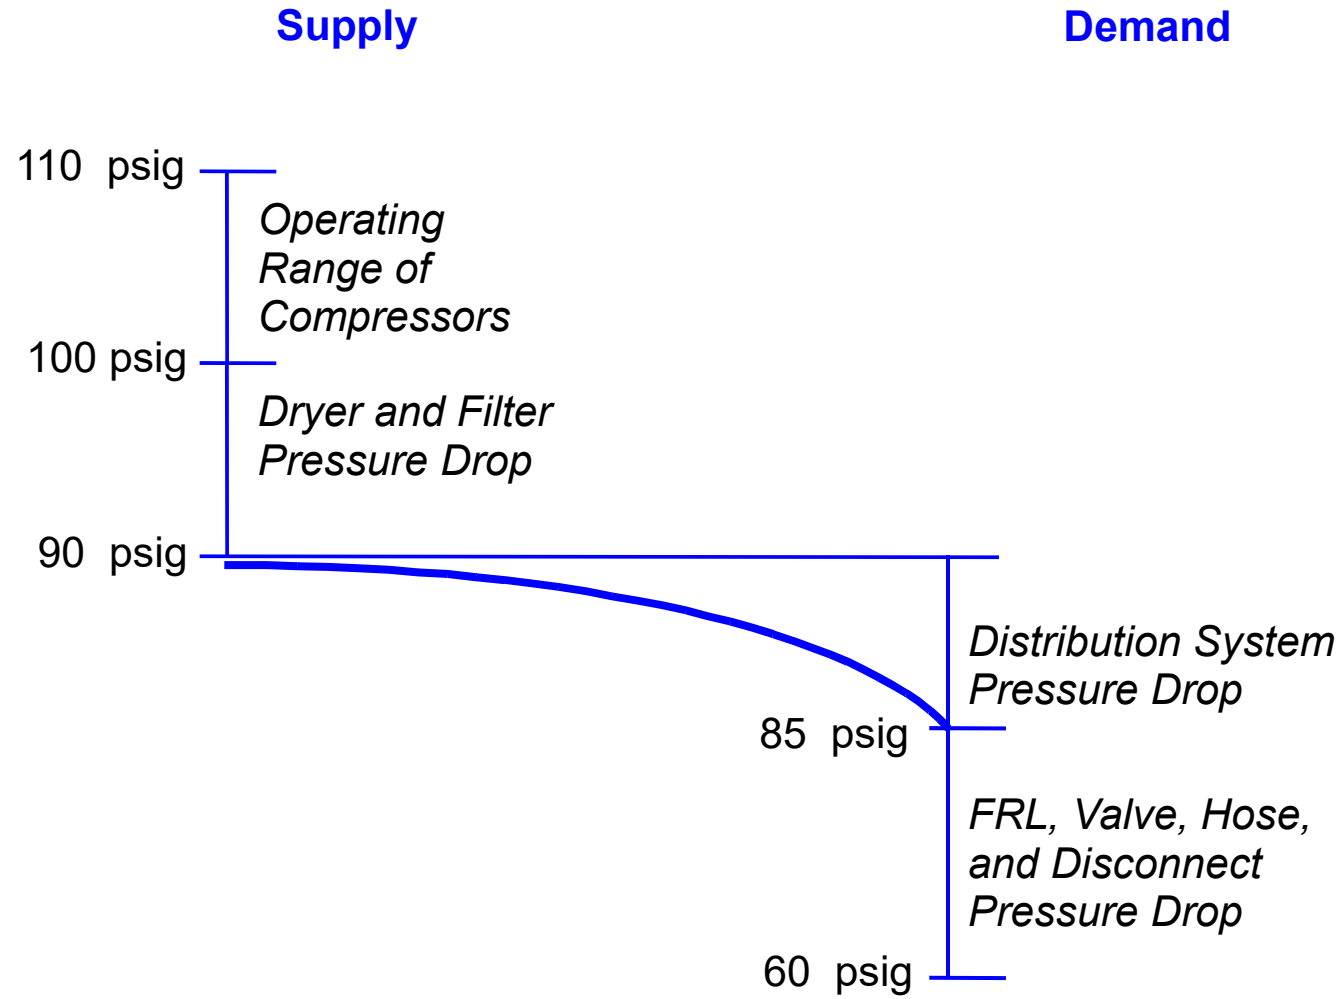 Supply
Demand
110 psig
Operating
Range of
Compressors
100 psig
Dryer and Filter
Pressure Drop
90 psig
Distribution System
Pressure Drop
85 psig
FRL, Valve, Hose,
and Disconnect
Pressure Drop
60 psig